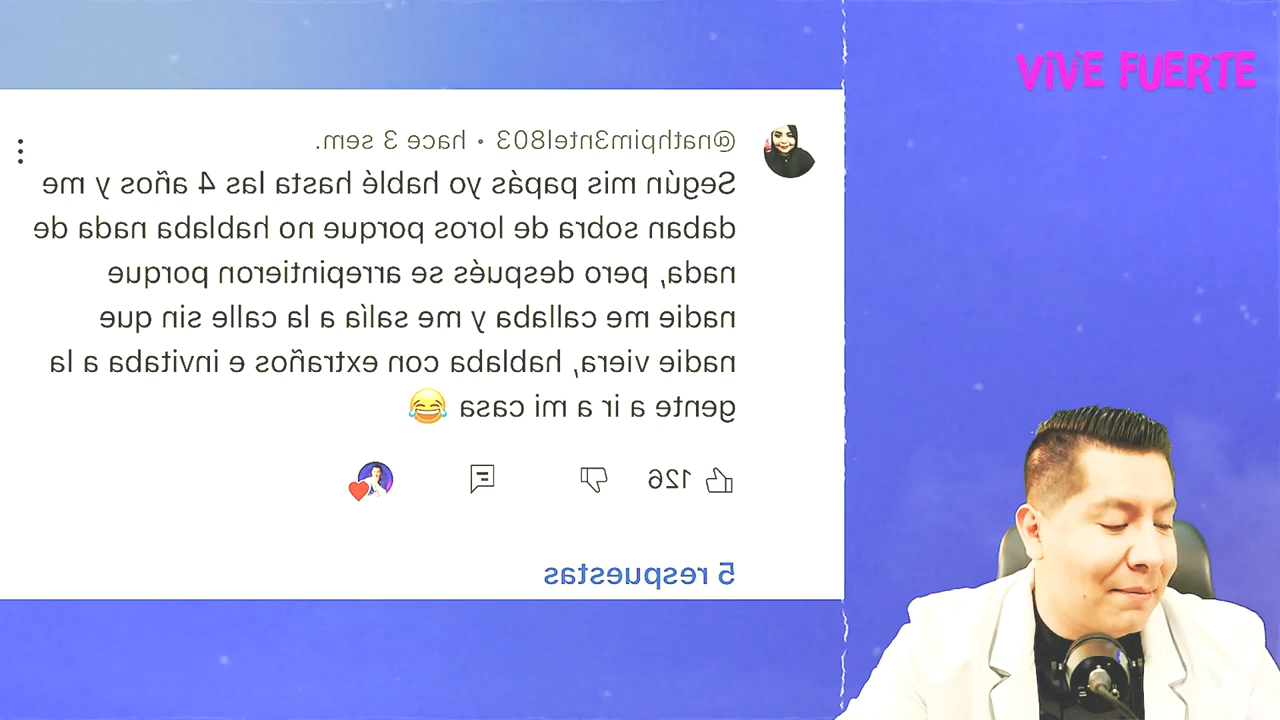 VIVE FUERTE
@nathpim3ntel803 • hace 3 sem.
Según mis papás yo hablé hasta las 4 años y me
daban sobra de loros porque no hablaba nada de
nada, pero después se arrepintieron porque
nadie me callaba y me salía a la calle sin que
nadie viera, hablaba con extraños e invitaba a la
gente a ir a mi casa 😂
126
5 respuestas